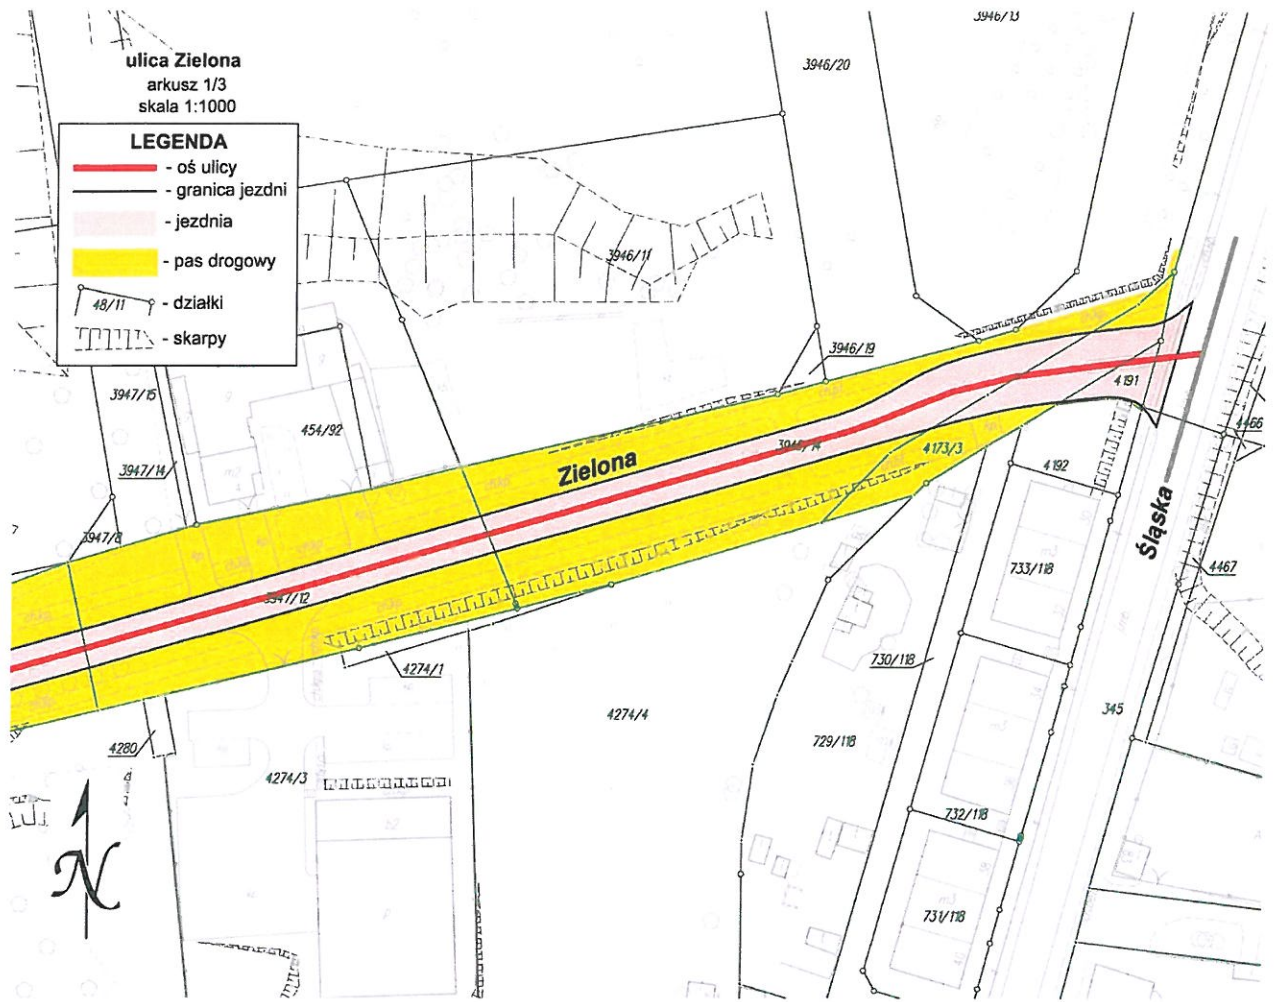 3946/13
ulica Zielona
arkusz 1/3
skala 1:1000
3946/20
LEGENDA
- oś ulicy
- granica jezdni
- jezdnia
- pas drogowy
48/11 - działki
- skarpy
3946/11
3946/19
3947/15
4191
454/92
4466
Zielona
4173/3
3947/14
4192
Śląska
3947/8
733/118
4467
3947/12
4274/1
730/118
4274/4
345
4280
729/118
4274/3
732/118
731/118
N